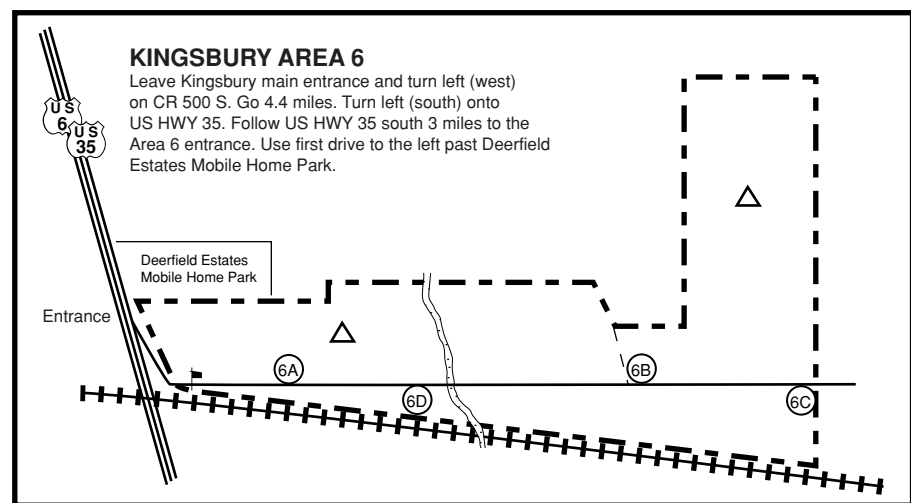 KINGSBURY AREA 6
Leave Kingsbury main entrance and turn left (west)
on CR 500 S. Go 4.4 miles. Turn left (south) onto
US HWY 35. Follow US HWY 35 south 3 miles to the
Area 6 entrance. Use first drive to the left past Deerfield
Estates Mobile Home Park.
U S
6
U S
35
Deerfield Estates
Mobile Home Park
Entrance
6A
6B
6D
6C